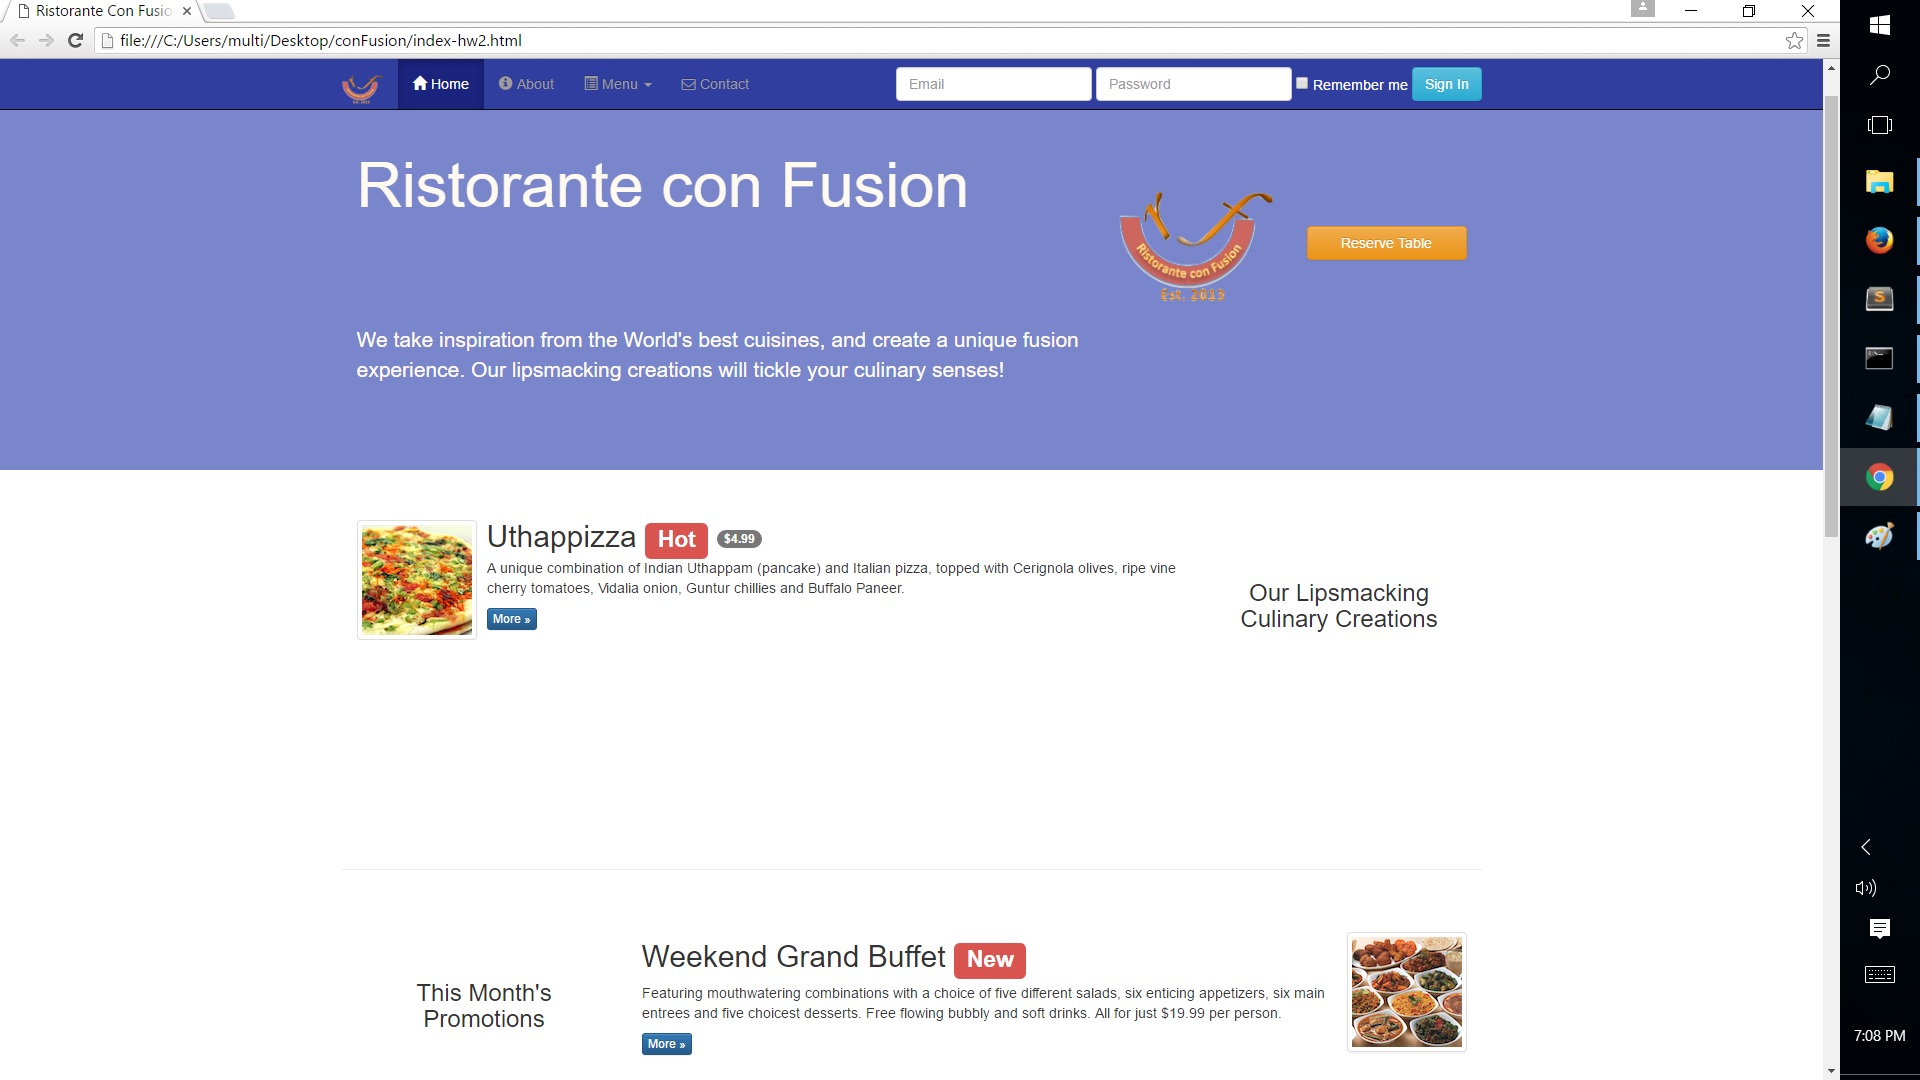 Ristorante Con Fusio
file:///C:/Users/multi/Desktop/conFusion/index-hw2.html
Home About Menu Contact Email Password Remember me Sign In
Ristorante con Fusion
Ristorante con Fusion
Est. 2013
Reserve Table
We take inspiration from the World's best cuisines, and create a unique fusion
experience. Our lipsmacking creations will tickle your culinary senses!
Uthappizza Hot $4.99
A unique combination of Indian Uthappam (pancake) and Italian pizza, topped with Cerignola olives, ripe vine
cherry tomatoes, Vidalia onion, Guntur chillies and Buffalo Paneer.
More »
Our Lipsmacking
Culinary Creations
Weekend Grand Buffet New
Featuring mouthwatering combinations with a choice of five different salads, six enticing appetizers, six main
entrees and five choicest desserts. Free flowing bubbly and soft drinks. All for just $19.99 per person.
More »
This Month's
Promotions
7:08 PM